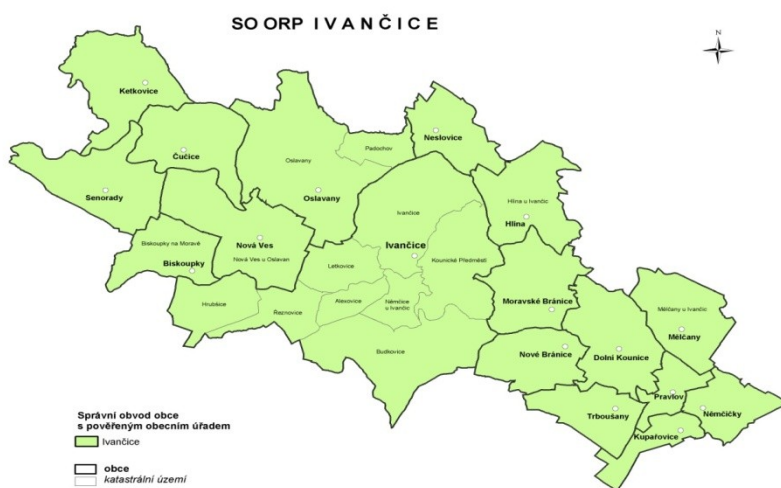 SO ORP IVANČICE
N
Ketkovice
Neslovice
Padochov
Čučice
Oslavany
Senorady
Oslavany
Hlína u Ivančic
Ivančice
Hlína
Nová Ves
Biskoupky na Moravě
Ivančice
Nová Ves u Oslavan
Kounické Předměstí
Biskoupky
Letkovice
Moravské Bránice
Hrubšice
Řeznovice
Alexovice
Němčice
u Ivančic
Mělčany u Ivančic
Mělčany
Budkovice
Nové Bránice
Dolní Kounice
Pravlov
Trboušany
Němčičky
Kupařovice
Správní obvod obce
s pověřeným obecním úřadem
Ivančice
obce
katastrální území